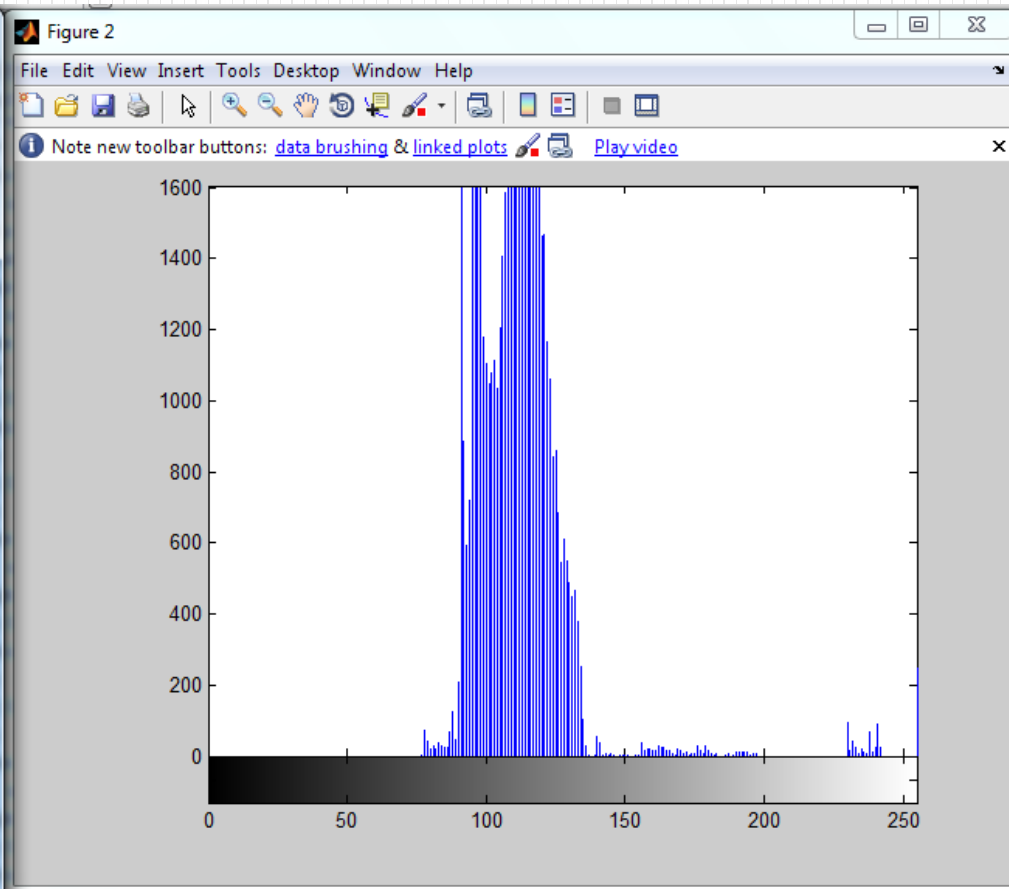 Figure 2
File Edit View Insert Tools Desktop Window Help
Note new toolbar buttons: data brushing & linked plots Play video
1600
1400
1200
1000
800
600
400
200
0
0 50 100 150 200 250